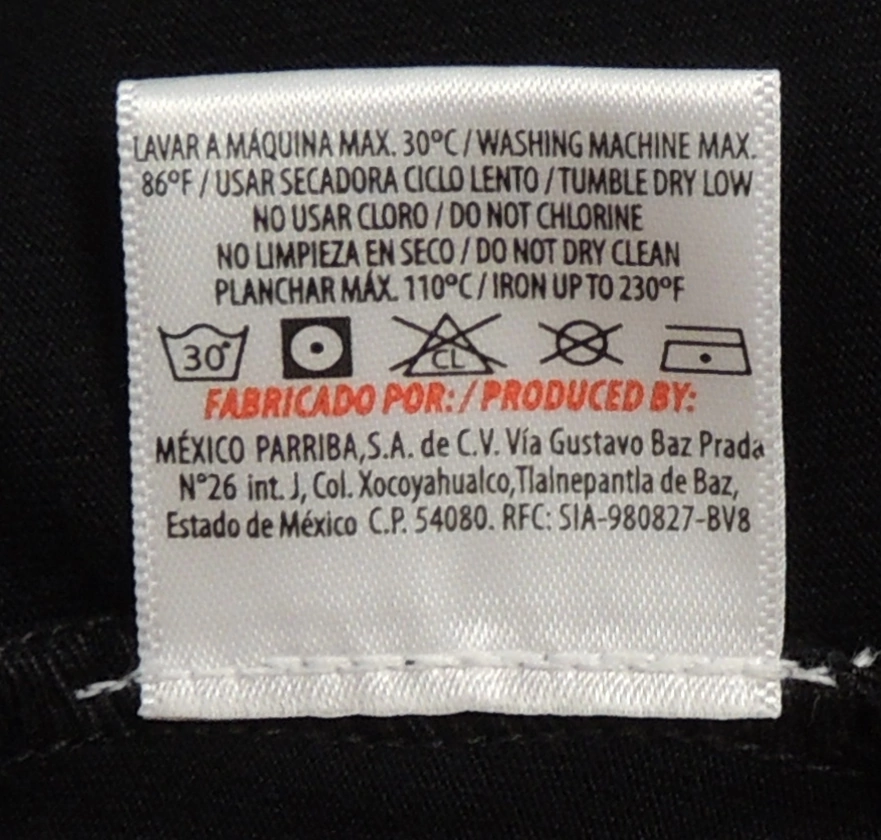 LAVAR A MÁQUINA MAX. 30°C / WASHING MACHINE MAX.
86°F / USAR SECADORA CICLO LENTO / TUMBLE DRY LOW
NO USAR CLORO / DO NOT CHLORINE
NO LIMPIEZA EN SECO / DO NOT DRY CLEAN
PLANCHAR MÁX. 110°C / IRON UP TO 230°F
30° CL
FABRICADO POR: / PRODUCED BY:
MÉXICO PARRIBA,S.A. de C.V. Vía Gustavo Baz Prada
N°26 int. J, Col. Xocoyahualco,Tlalnepantla de Baz,
Estado de México C.P. 54080. RFC: SIA-980827-BV8